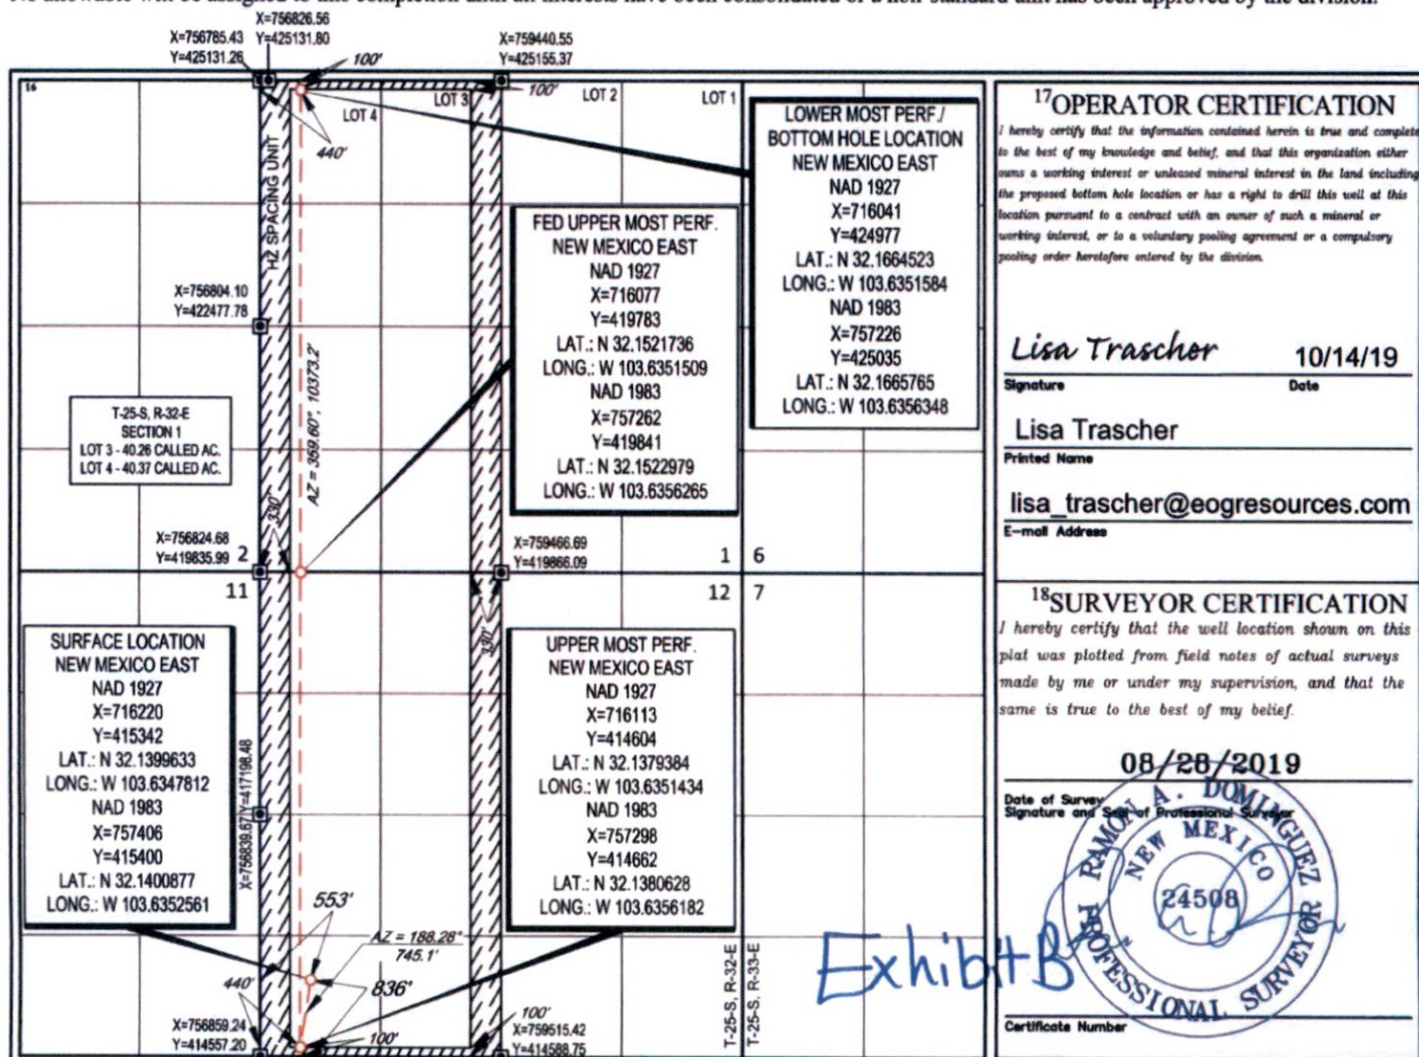 X=756826.56
X=756785.43 Y=425131.80
Y=425131.26
X=759440.55
Y=425155.37
100'
100'
16
LOT 4
LOT 3
LOT 2
LOT 1
440'
HZ SPACING UNIT
LOWER MOST PERF./
BOTTOM HOLE LOCATION
NEW MEXICO EAST
NAD 1927
X=716041
Y=424977
LAT.: N 32.1664523
LONG.: W 103.6351584
NAD 1983
X=757226
Y=425035
LAT.: N 32.1665765
LONG.: W 103.6356348
FED UPPER MOST PERF.
NEW MEXICO EAST
NAD 1927
X=716077
Y=419783
LAT.: N 32.1521736
LONG.: W 103.6351509
NAD 1983
X=757262
Y=419841
LAT.: N 32.1522979
LONG.: W 103.6356265
X=756804.10
Y=422477.78
AZ = 359.60°, 10373.2'
T-25-S, R-32-E
SECTION 1
LOT 3 - 40.26 CALLED AC.
LOT 4 - 40.37 CALLED AC.
330'
X=756824.68
Y=419835.99
2
11
X=759466.69
Y=419866.09
1
6
12
7
330'
SURFACE LOCATION
NEW MEXICO EAST
NAD 1927
X=716220
Y=415342
LAT.: N 32.1399633
LONG.: W 103.6347812
NAD 1983
X=757406
Y=415400
LAT.: N 32.1400877
LONG.: W 103.6352561
X=756839.67 Y=417198.48
UPPER MOST PERF.
NEW MEXICO EAST
NAD 1927
X=716113
Y=414604
LAT.: N 32.1379384
LONG.: W 103.6351434
NAD 1983
X=757298
Y=414662
LAT.: N 32.1380628
LONG.: W 103.6356182
553'
AZ = 188.28°
745.1'
440'
836'
100'
100'
X=756859.24
Y=414557.20
X=759515.42
Y=414588.75
T-25-S, R-32-E
T-25-S, R-33-E
17 OPERATOR CERTIFICATION
I hereby certify that the information contained herein is true and complete
to the best of my knowledge and belief, and that this organization either
owns a working interest or unleased mineral interest in the land including
the proposed bottom hole location or has a right to drill this well at this
location pursuant to a contract with an owner of such a mineral or
working interest, or to a voluntary pooling agreement or a compulsory
pooling order heretofore entered by the division.
Lisa Trascher 10/14/19
Signature Date
Lisa Trascher
Printed Name
lisa_trascher@eogresources.com
E-mail Address
18 SURVEYOR CERTIFICATION
I hereby certify that the well location shown on this
plat was plotted from field notes of actual surveys
made by me or under my supervision, and that the
same is true to the best of my belief.
08/28/2019
Date of Survey
Signature and Seal of Professional Surveyor
RAMON A. DOMINGUEZ
NEW MEXICO
24508
PROFESSIONAL SURVEYOR
Certificate Number
Exhibit B